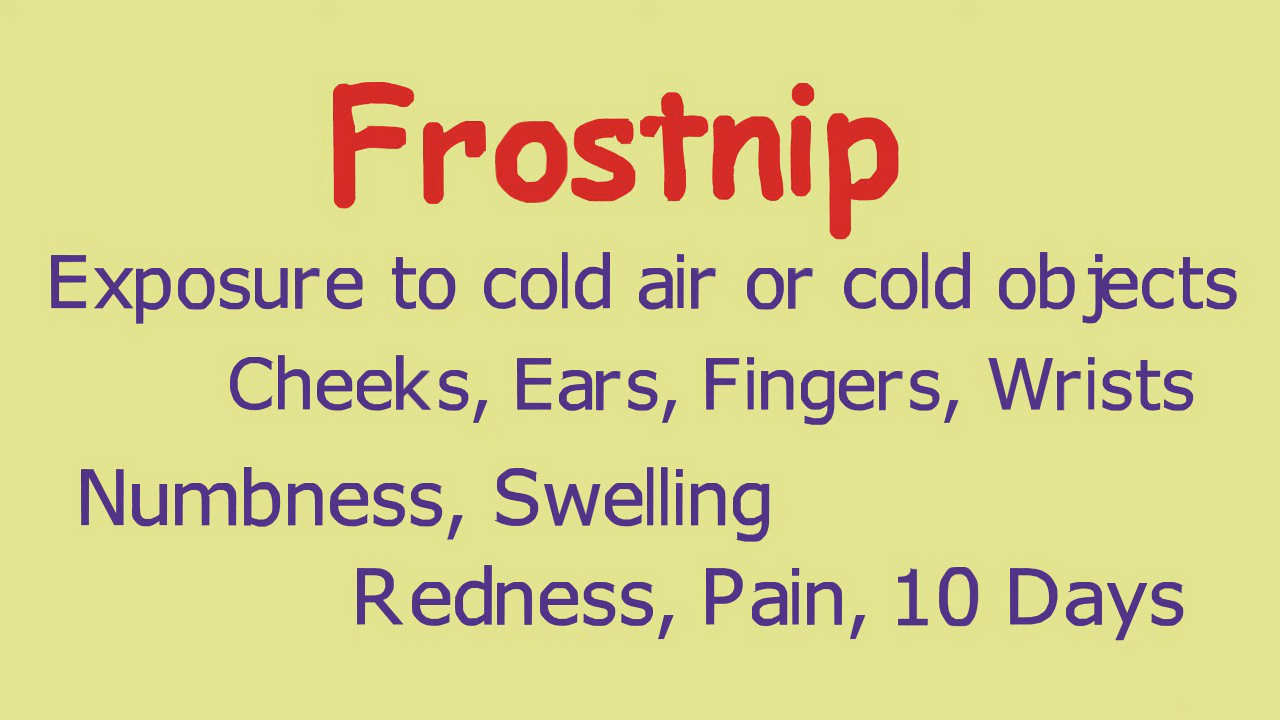 Frostnip
Exposure to cold air or cold objects
Cheeks, Ears, Fingers, Wrists
Numbness, Swelling
Redness, Pain, 10 Days